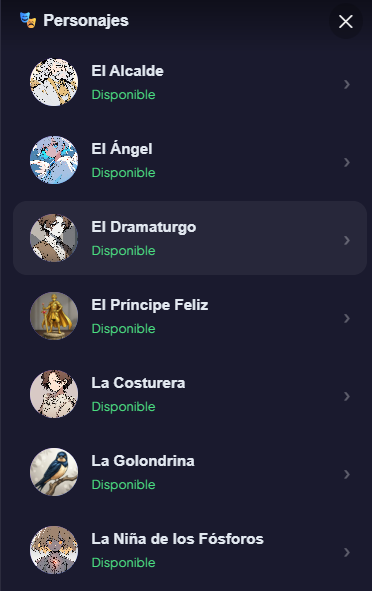 Personajes
El Alcalde
Disponible
El Ángel
Disponible
El Dramaturgo
Disponible
El Príncipe Feliz
Disponible
La Costurera
Disponible
La Golondrina
Disponible
La Niña de los Fósforos
Disponible